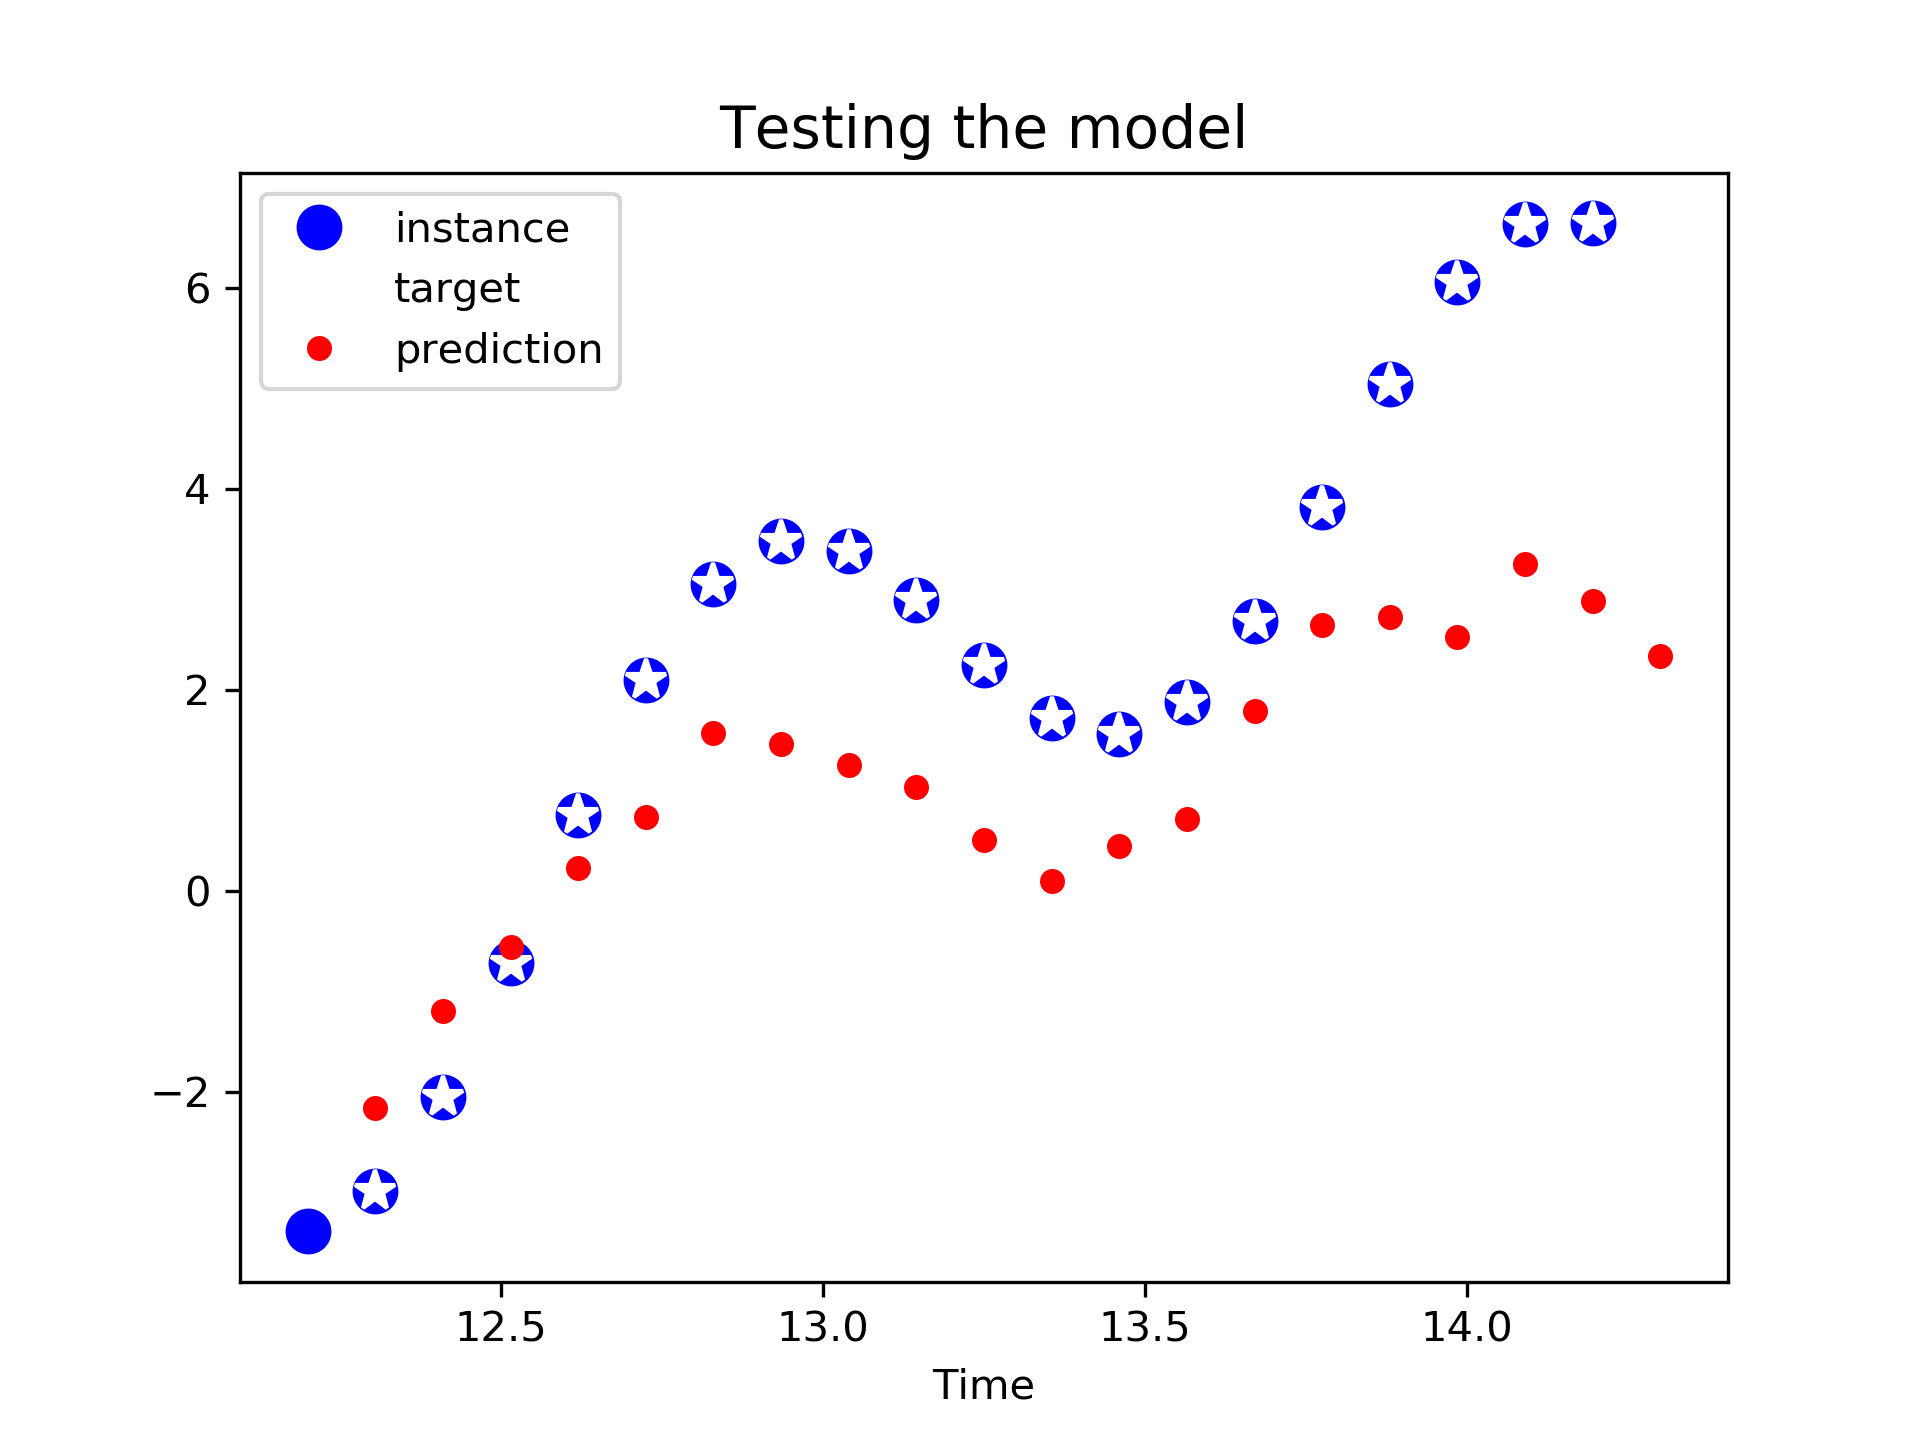 Testing the model
instance
target
prediction
6
4
2
0
−2
12.5 13.0 13.5 14.0
Time